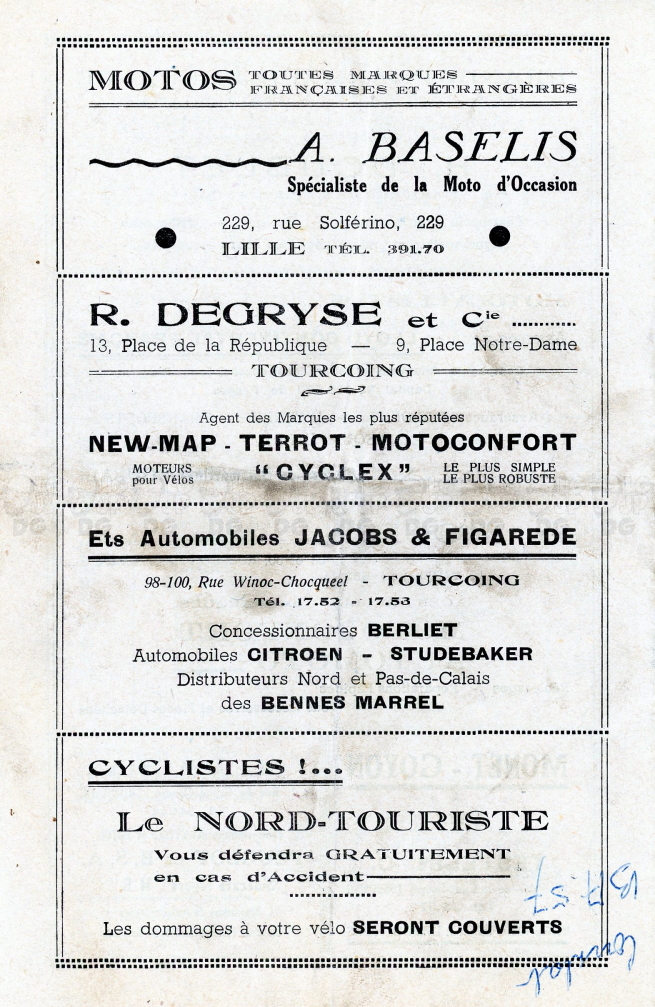 MOTOS TOUTES MARQUES
FRANÇAISES ET ÉTRANGÈRES
A. BASELIS
Spécialiste de la Moto d'Occasion
229, rue Solférino, 229
LILLE TÉL. 391.70
R. DEGRYSE et Cie ...........
13, Place de la République — 9, Place Notre-Dame
TOURCOING
Agent des Marques les plus réputées
NEW-MAP - TERROT - MOTOCONFORT
MOTEURS
pour Vélos
"CYCLEX"
LE PLUS SIMPLE
LE PLUS ROBUSTE
Ets Automobiles JACOBS & FIGAREDE
98-100, Rue Winoc-Chocqueel - TOURCOING
Tél. 17.52 - 17.53
Concessionnaires BERLIET
Automobiles CITROEN - STUDEBAKER
Distributeurs Nord et Pas-de-Calais
des BENNES MARREL
CYCLISTES !...
Le NORD-TOURISTE
Vous défendra GRATUITEMENT
en cas d'Accident
Les dommages à votre vélo SERONT COUVERTS